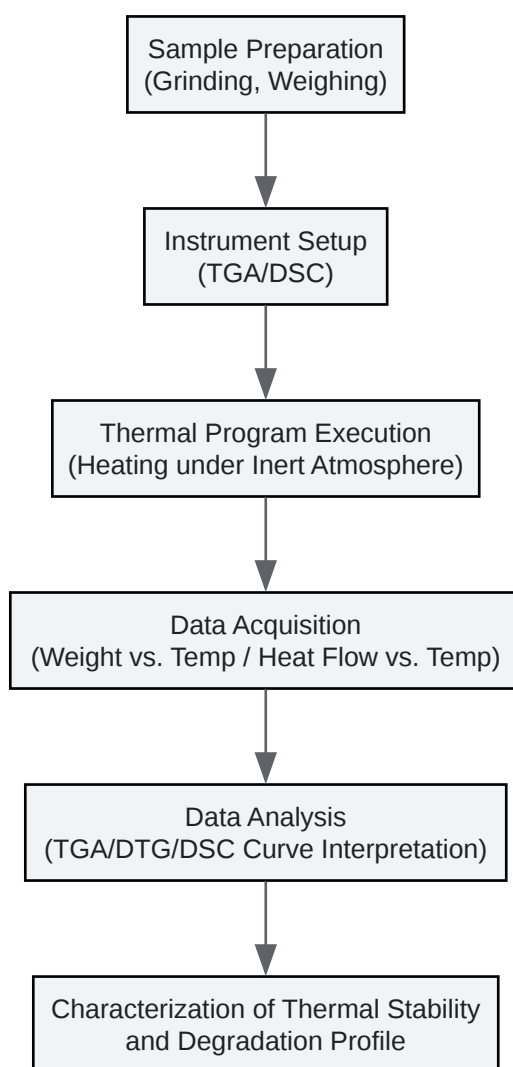 Sample Preparation
(Grinding, Weighing)
Instrument Setup
(TGA/DSC)
Thermal Program Execution
(Heating under Inert Atmosphere)
Data Acquisition
(Weight vs. Temp / Heat Flow vs. Temp)
Data Analysis
(TGA/DTG/DSC Curve Interpretation)
Characterization of Thermal Stability
and Degradation Profile